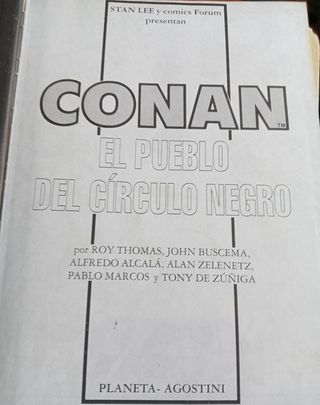 STAN LEE y comics Forum
presentan
CONAN TM
EL PUEBLO
DEL CÍRCULO NEGRO
por ROY THOMAS, JOHN BUSCEMA,
ALFREDO ALCALÁ, ALAN ZELENETZ,
PABLO MARCOS y TONY DE ZÚÑIGA
PLANETA- AGOSTINI